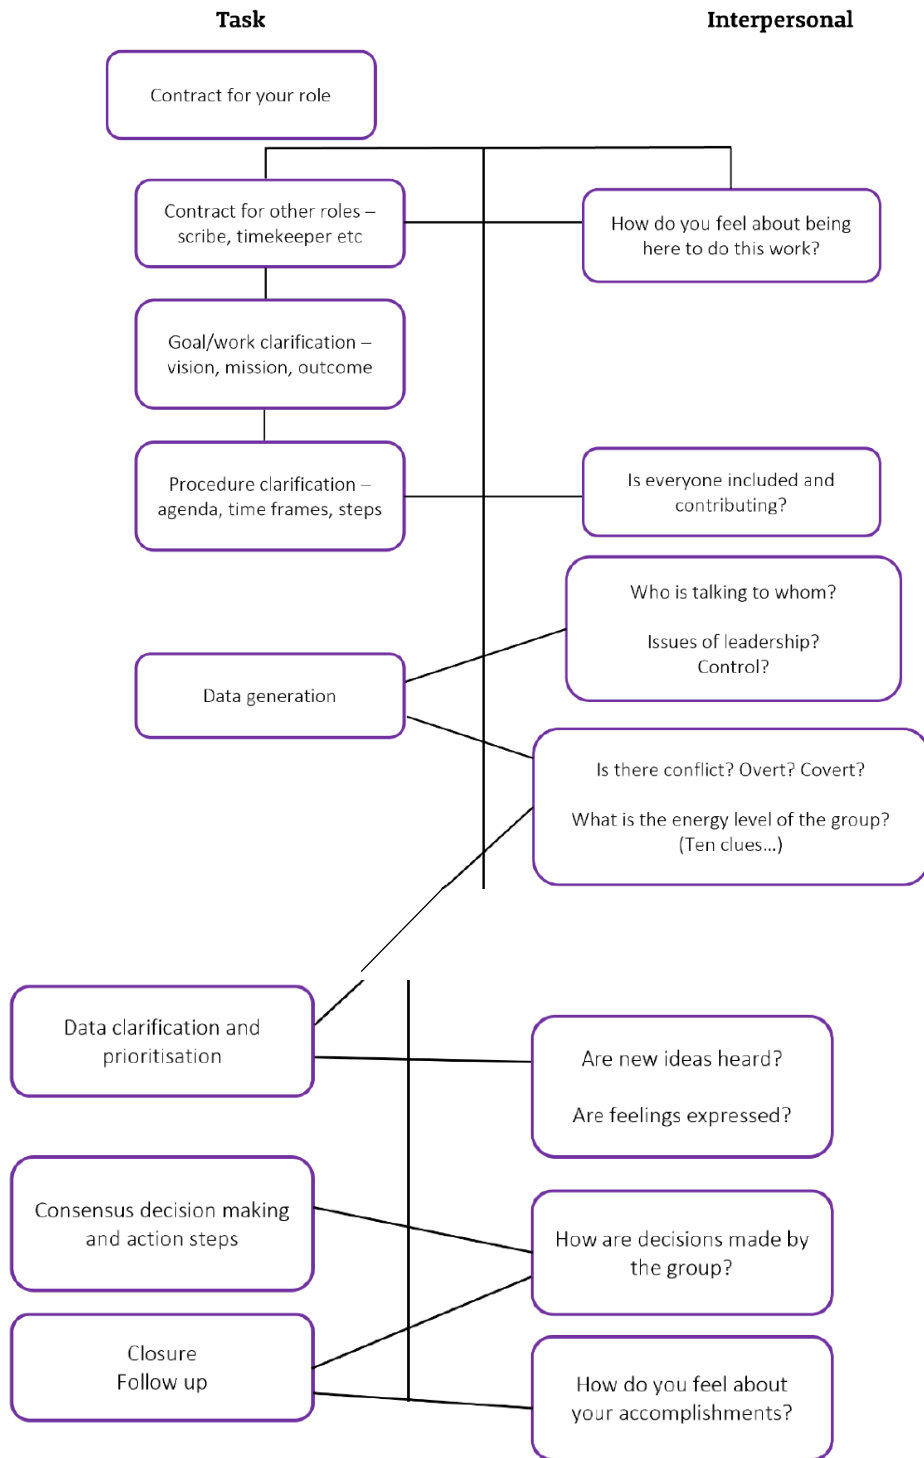 Task
Interpersonal
Contract for your role
Contract for other roles –
scribe, timekeeper etc
How do you feel about being
here to do this work?
Goal/work clarification –
vision, mission, outcome
Procedure clarification –
agenda, time frames, steps
Is everyone included and
contributing?
Who is talking to whom?
Issues of leadership?
Control?
Data generation
Is there conflict? Overt? Covert?
What is the energy level of the group?
(Ten clues...)
Data clarification and
prioritisation
Are new ideas heard?
Are feelings expressed?
Consensus decision making
and action steps
How are decisions made by
the group?
Closure
Follow up
How do you feel about
your accomplishments?